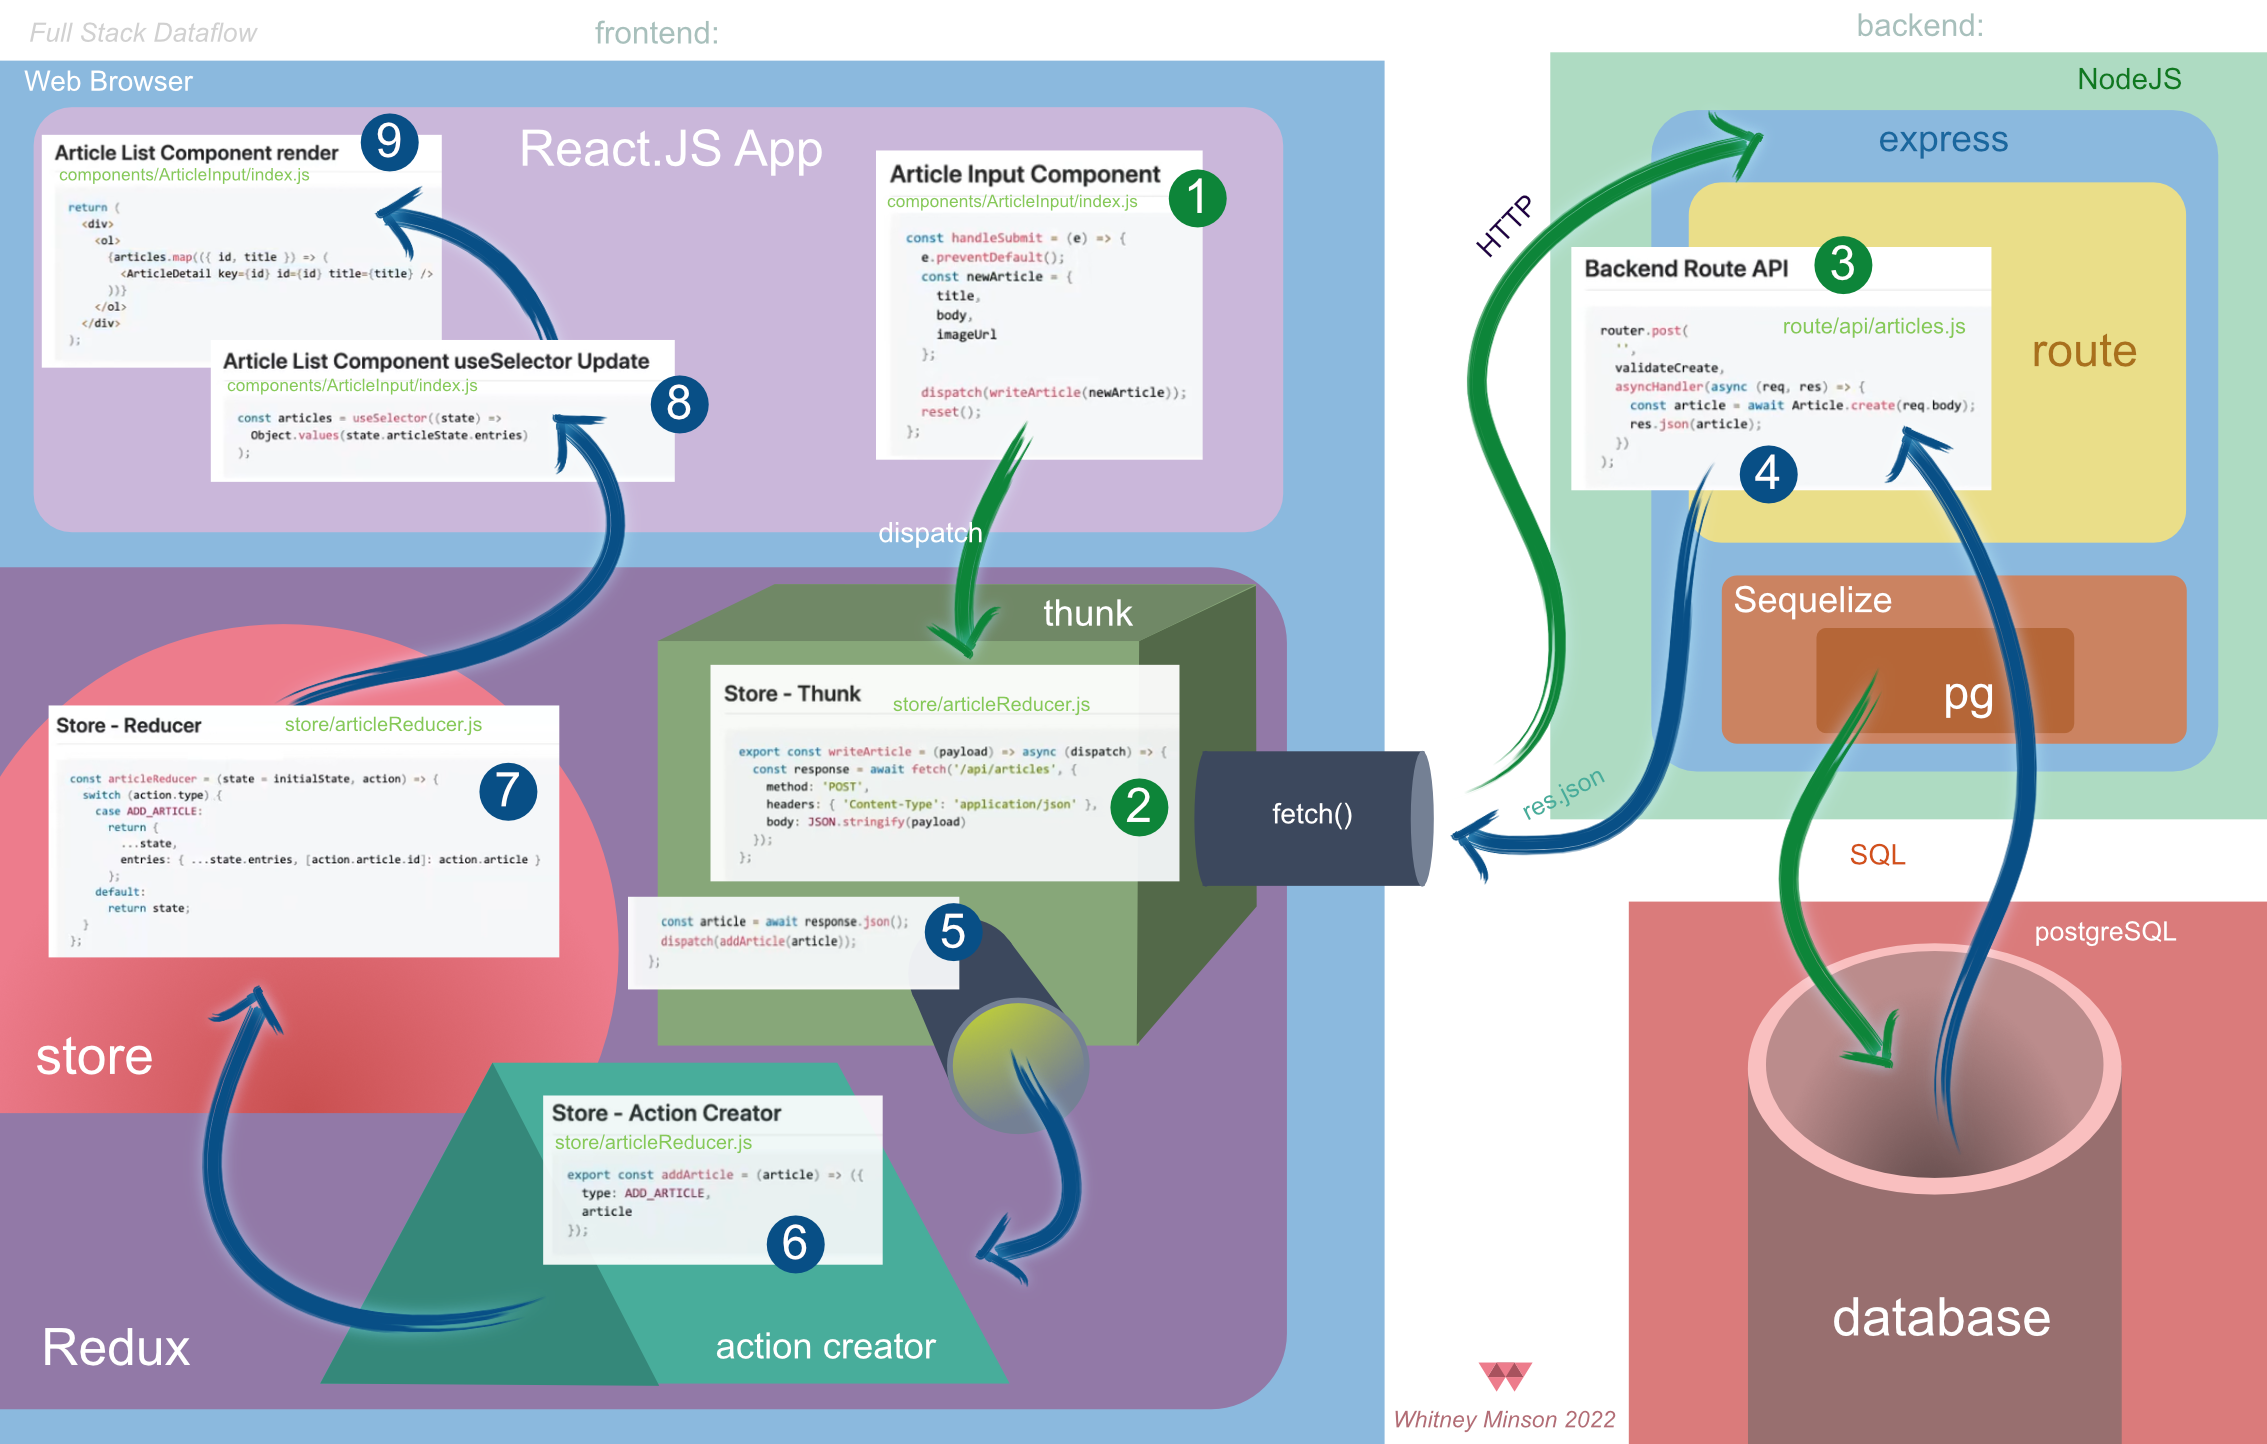 Full Stack Dataflow
frontend:
backend:
Web Browser
NodeJS
React.JS App
express
Article List Component render
9
components/ArticleInput/index.js
return (
<div>
<ol>
{articles.map(({ id, title }) => (
<ArticleDetail key={id} id={id} title={title} />
))}
</ol>
</div>
);
Article Input Component
1
components/ArticleInput/index.js
const handleSubmit = (e) => {
e.preventDefault();
const newArticle = {
title,
body,
imageUrl
};
dispatch(writeArticle(newArticle));
reset();
};
HTTP
Backend Route API
3
route/api/articles.js
router.post(
'',
validateCreate,
asyncHandler(async (req, res) => {
const article = await Article.create(req.body);
res.json(article);
})
);
4
route
Article List Component useSelector Update
components/ArticleInput/index.js
8
const articles = useSelector((state) =>
Object.values(state.articleState.entries)
);
dispatch
thunk
Sequelize
pg
Store - Reducer
store/articleReducer.js
7
const articleReducer = (state = initialState, action) => {
switch (action.type) {
case ADD_ARTICLE:
return {
...state,
entries: { ...state.entries, [action.article.id]: action.article }
};
default:
return state;
}
};
Store - Thunk
store/articleReducer.js
export const writeArticle = (payload) => async (dispatch) => {
const response = await fetch('/api/articles', {
method: 'POST',
headers: { 'Content-Type': 'application/json' },
body: JSON.stringify(payload)
});
};
2
fetch()
res.json
SQL
const article = await response.json();
dispatch(addArticle(article));
};
5
postgreSQL
store
Store - Action Creator
store/articleReducer.js
export const addArticle = (article) => ({
type: ADD_ARTICLE,
article
});
6
Redux
action creator
database
Whitney Minson 2022